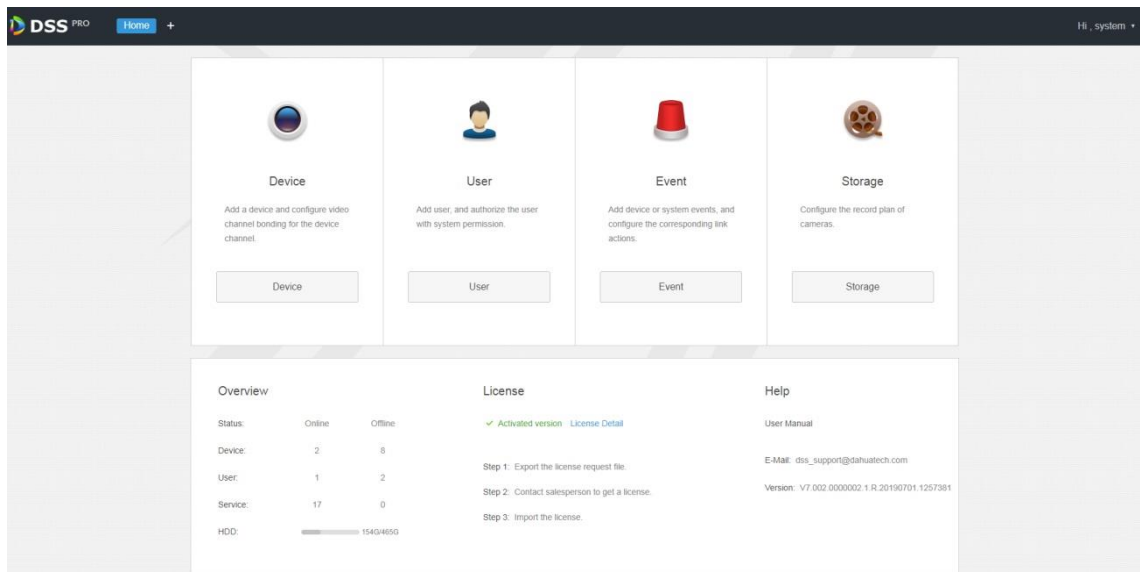 DSS PRO Home + Hi , system
Device User Event Storage
Add a device and configure video
channel bonding for the device
channel.
Add user, and authorize the user
with system permission.
Add device or system events, and
configure the corresponding link
actions.
Configure the record plan of
cameras.
Device User Event Storage
Overview
Status: Online Offline
Device: 2 8
User: 1 2
Service: 17 0
HDD: 154G/465G
License
Activated version License Detail
Step 1: Export the license request file.
Step 2: Contact salesperson to get a license.
Step 3: Import the license.
Help
User Manual
E-Mail: dss_support@dahuatech.com
Version: V7.002.0000002.1.R.20190701.1257381